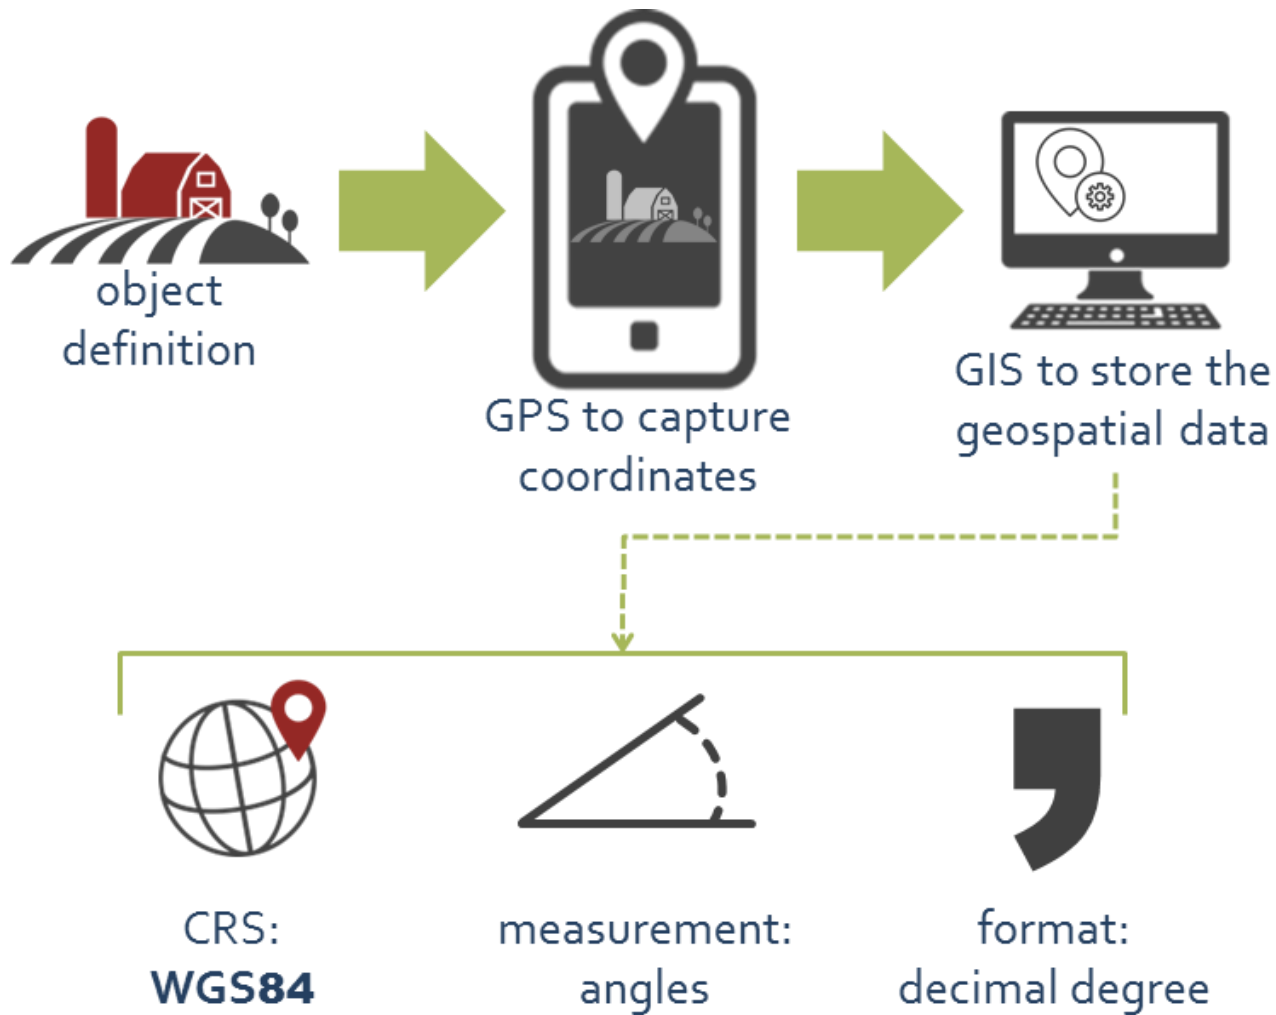 object
definition
GPS to capture
coordinates
GIS to store the
geospatial data
CRS:
WGS84
measurement:
angles
format:
decimal degree